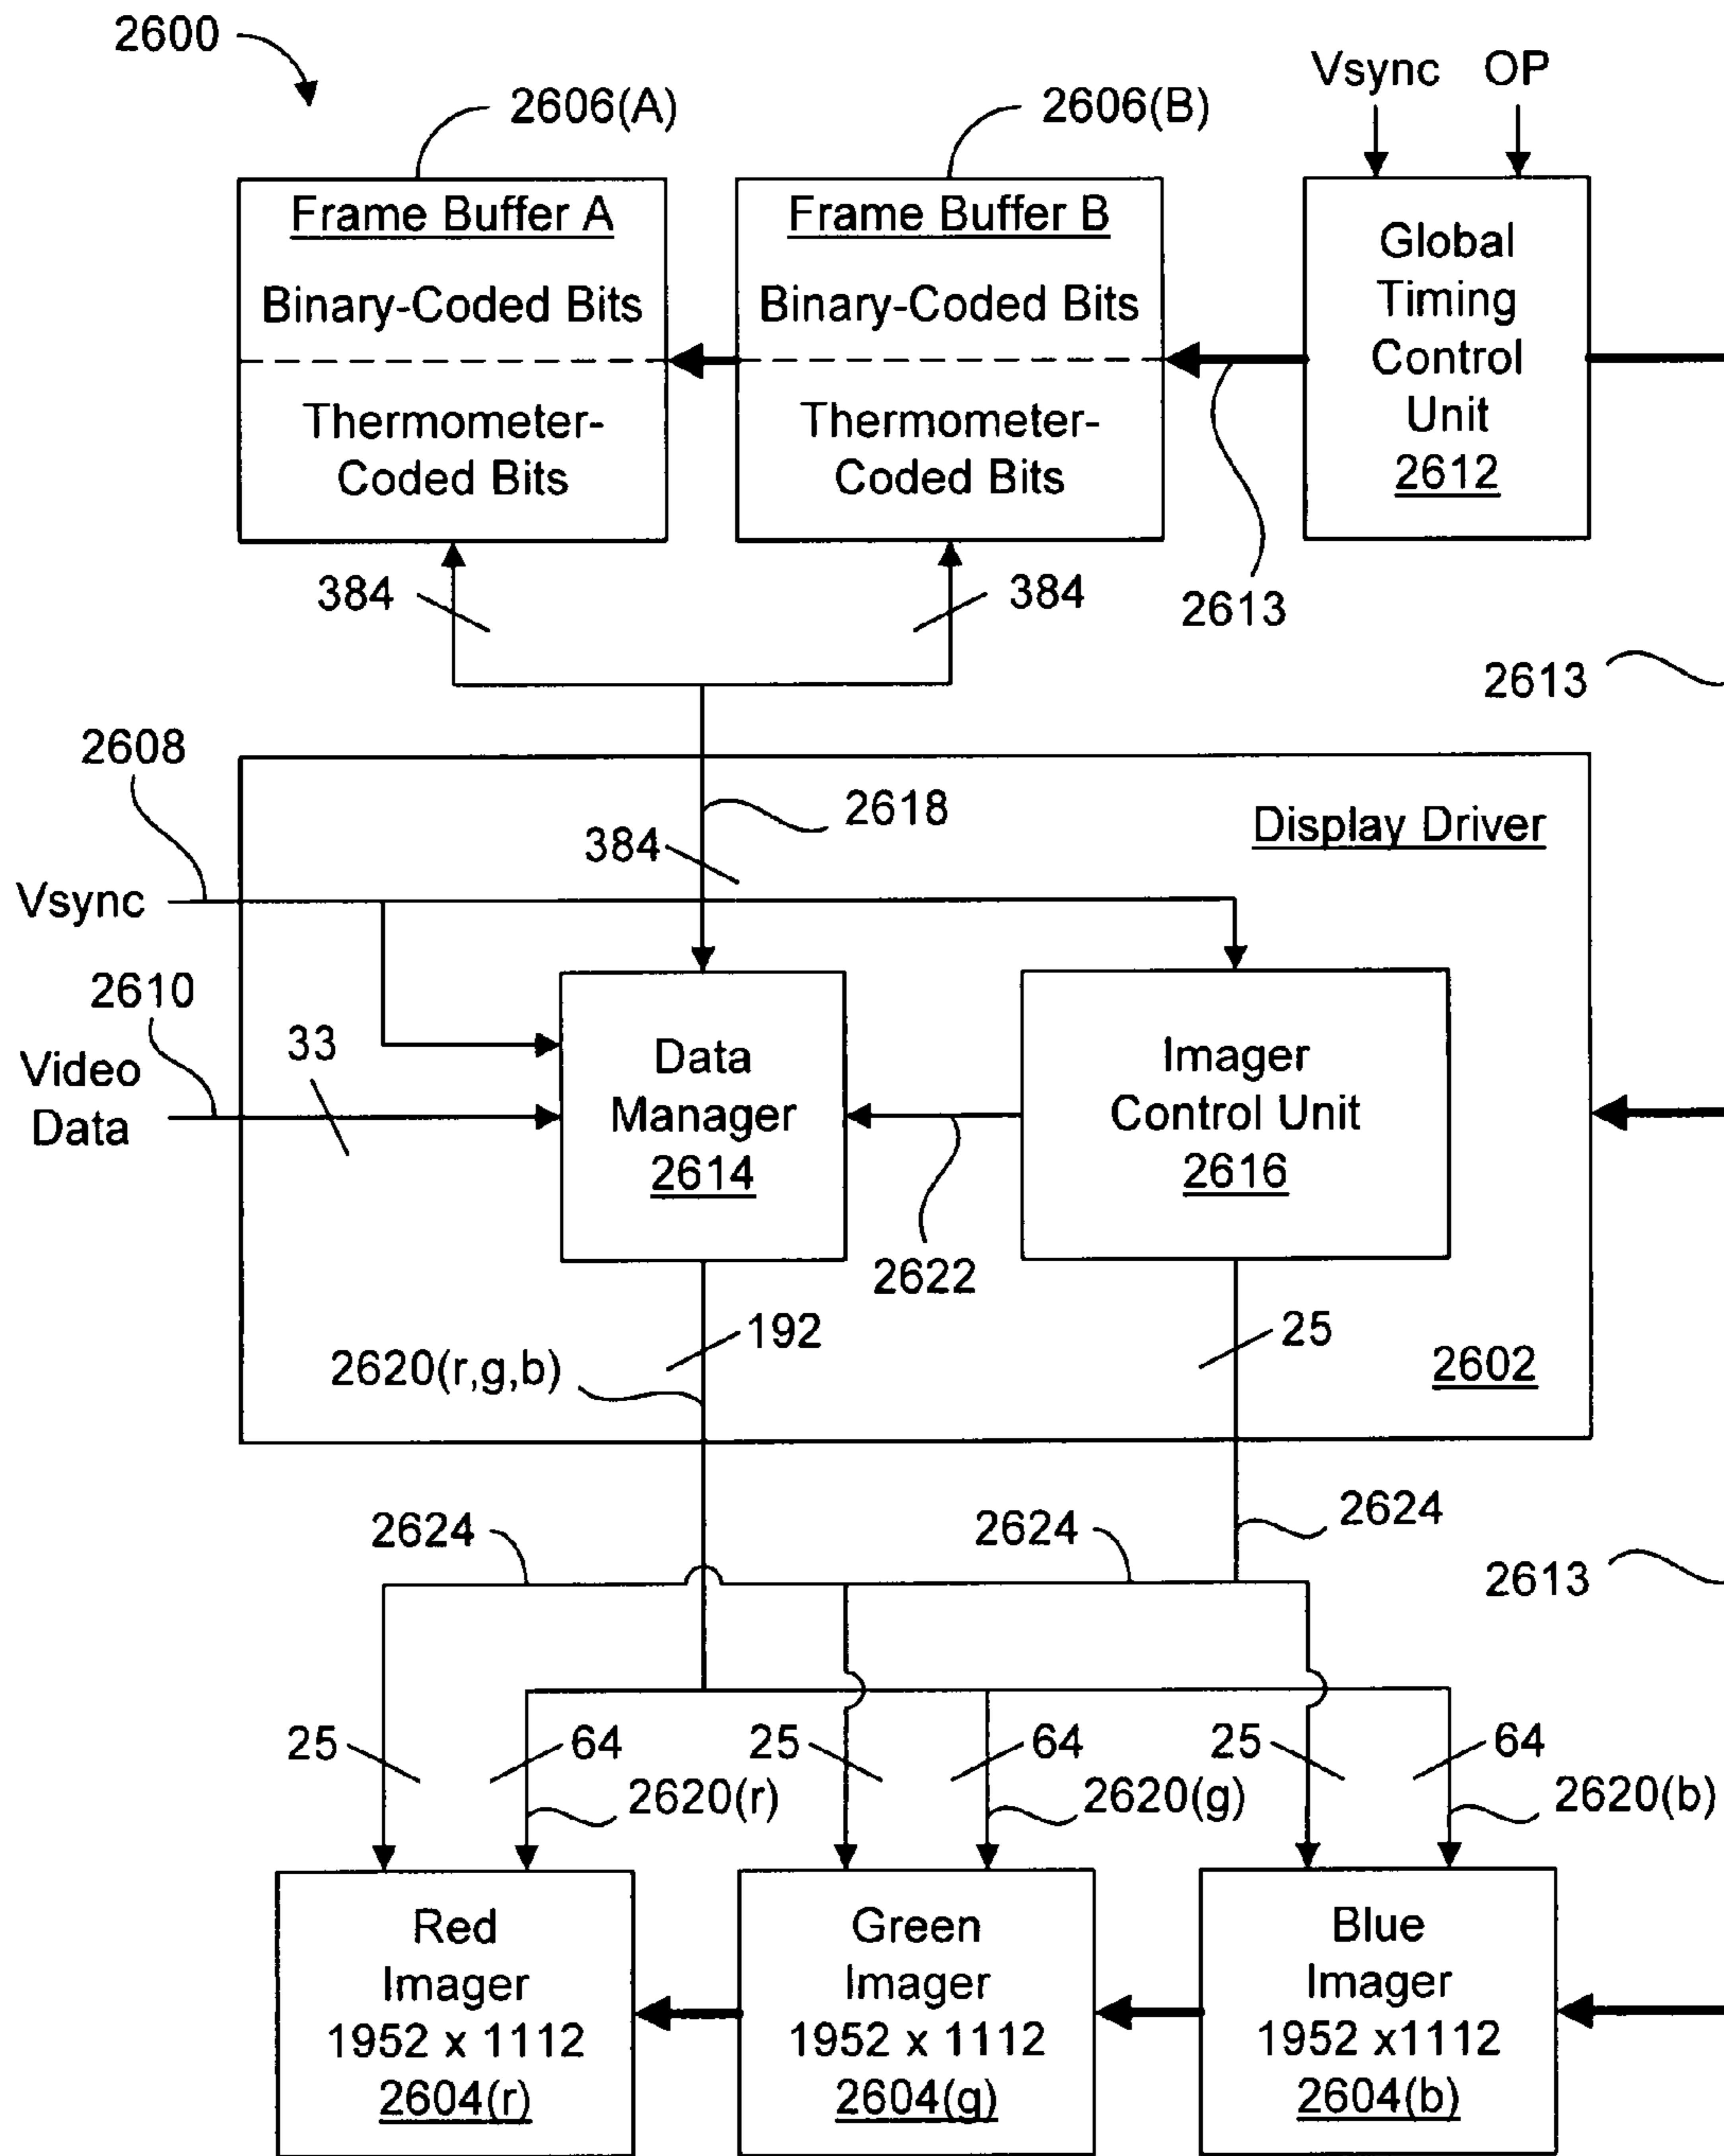 2600
2606(A)
2606(B)
Vsync
OP
Frame Buffer A
Binary-Coded Bits
Thermometer-
Coded Bits
Frame Buffer B
Binary-Coded Bits
Thermometer-
Coded Bits
Global
Timing
Control
Unit
2612
384
384
2613
2613
2608
2618
384
Display Driver
Vsync
2610
33
Video
Data
Data
Manager
2614
Imager
Control Unit
2616
2622
192
25
2620(r,g,b)
2602
2624
2624
2624
2613
25
64
2620(r)
25
64
2620(g)
25
64
2620(b)
Red
Imager
1952 x 1112
2604(r)
Green
Imager
1952 x 1112
2604(g)
Blue
Imager
1952 x1112
2604(b)